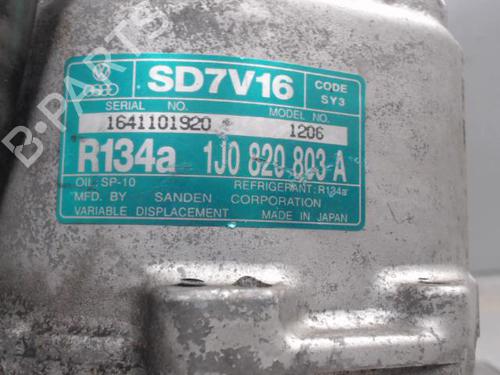 SD7V16 CODE SY3
SERIAL NO. MODEL NO.
1641101920 1206
R134a 1J0 820 803 A
OIL: SP-10 REFRIGERANT: R134a
MFD. BY SANDEN CORPORATION
VARIABLE DISPLACEMENT MADE IN JAPAN
B-PARTS